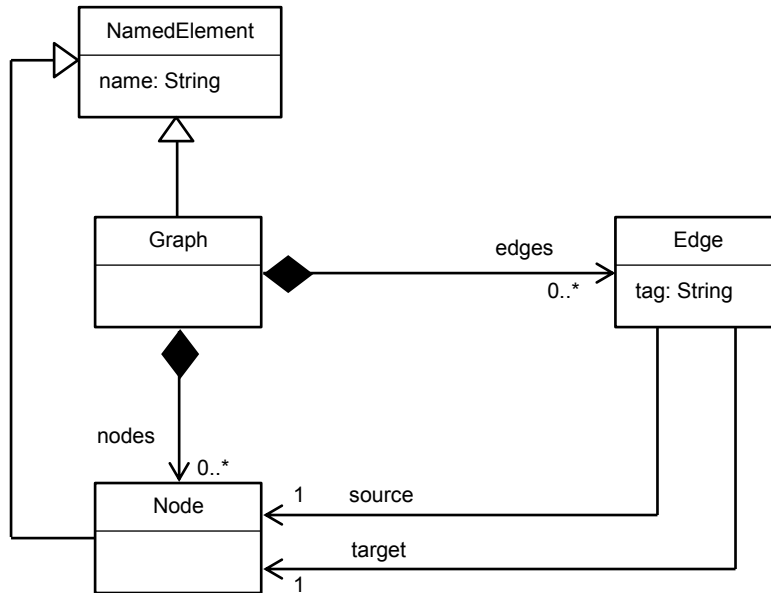 NamedElement
name: String
Graph
edges
Edge
0..*
tag: String
nodes
0..*
Node
1
source
target
1